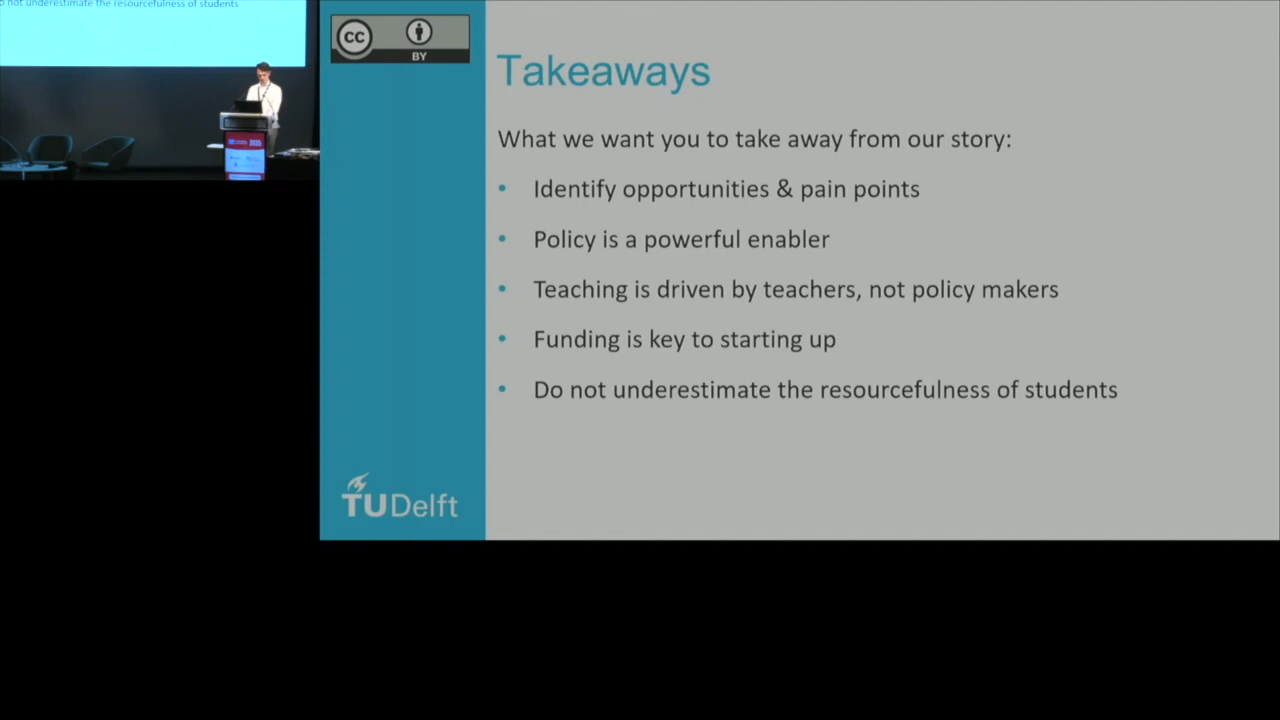 o not underestimate the resourcefulness of students
CC
BY
Takeaways
What we want you to take away from our story:
• Identify opportunities & pain points
• Policy is a powerful enabler
• Teaching is driven by teachers, not policy makers
• Funding is key to starting up
• Do not underestimate the resourcefulness of students
TU Delft